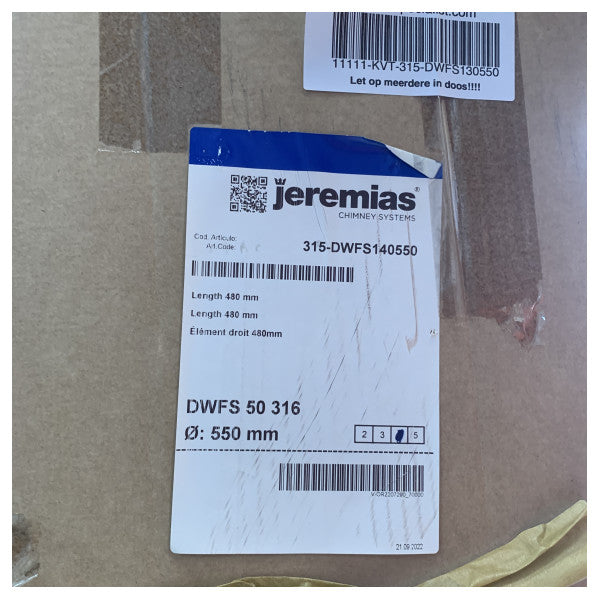 11111-KVT-315-DWFS130550
Let op meerdere in doos!!!!
jeremias®
CHIMNEY SYSTEMS
Cod. Articulo:
Art.Code:
315-DWFS140550
Length 480 mm
Length 480 mm
Élément droit 480mm
DWFS 50 316
Ø: 550 mm
2 3 5
21.09.2022